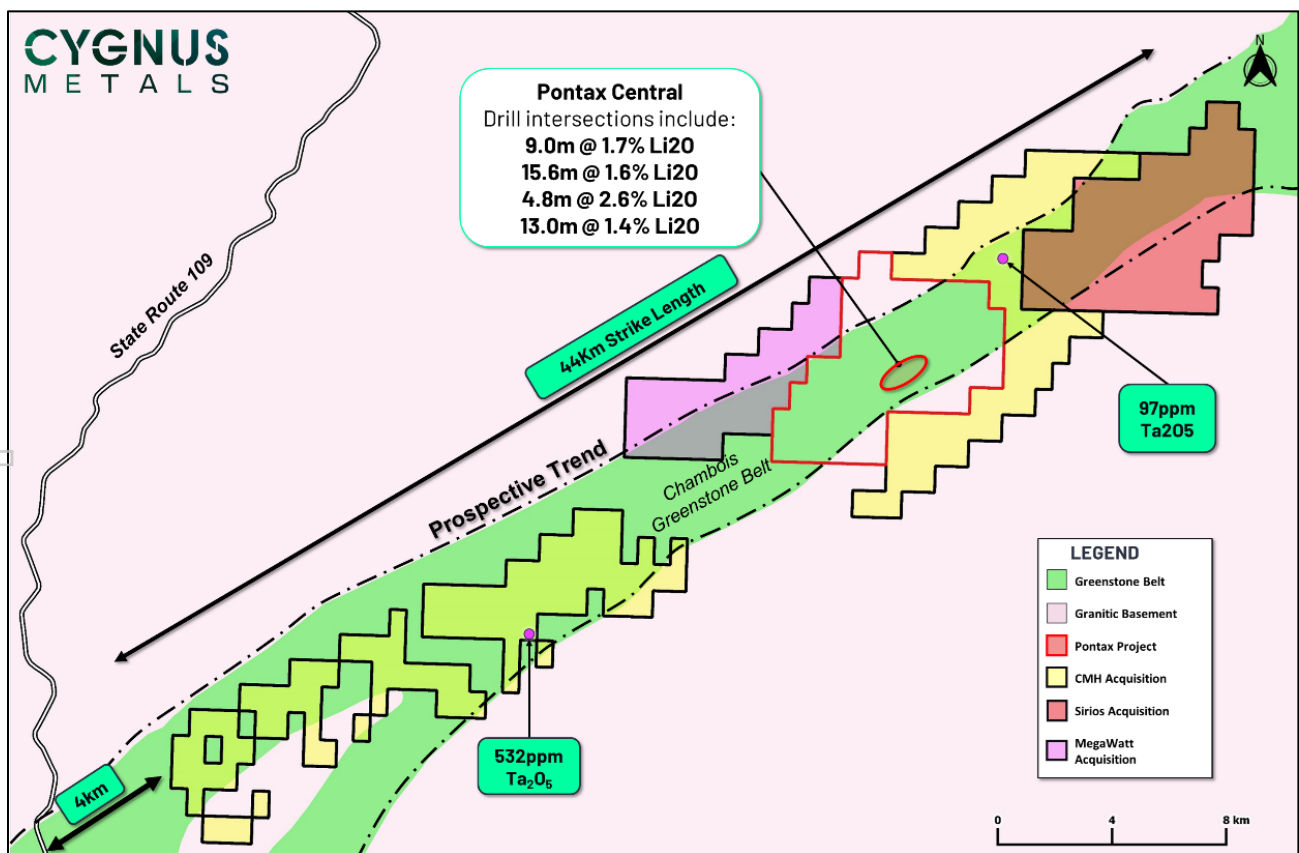 CYGNUS
METALS
N
Pontax Central
Drill intersections include:
9.0m @ 1.7% Li2O
15.6m @ 1.6% Li2O
4.8m @ 2.6% Li2O
13.0m @ 1.4% Li2O
State Route 109
44Km Strike Length
97ppm
Ta2O5
Prospective Trend
Chambois
Greenstone Belt
LEGEND
Greenstone Belt
Granitic Basement
Pontax Project
CMH Acquisition
Sirios Acquisition
MegaWatt
Acquisition
532ppm
Ta₂O₅
4km
0 4 8 km